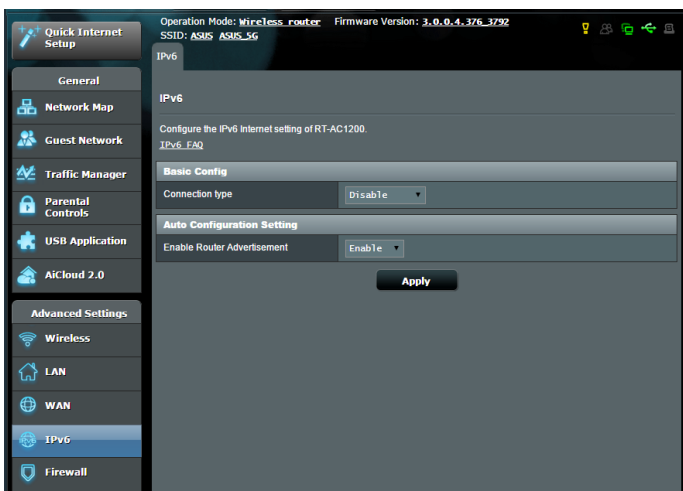 Quick Internet
Setup
Operation Mode: Wireless router Firmware Version: 3.0.0.4.376_3792
SSID: ASUS ASUS_5G
IPv6
General
Network Map
Guest Network
Traffic Manager
Parental
Controls
USB Application
AiCloud 2.0
Advanced Settings
Wireless
LAN
WAN
IPv6
Firewall
IPv6
Configure the IPv6 Internet setting of RT-AC1200.
IPv6 FAQ
Basic Config
Connection type Disable
Auto Configuration Setting
Enable Router Advertisement Enable
Apply